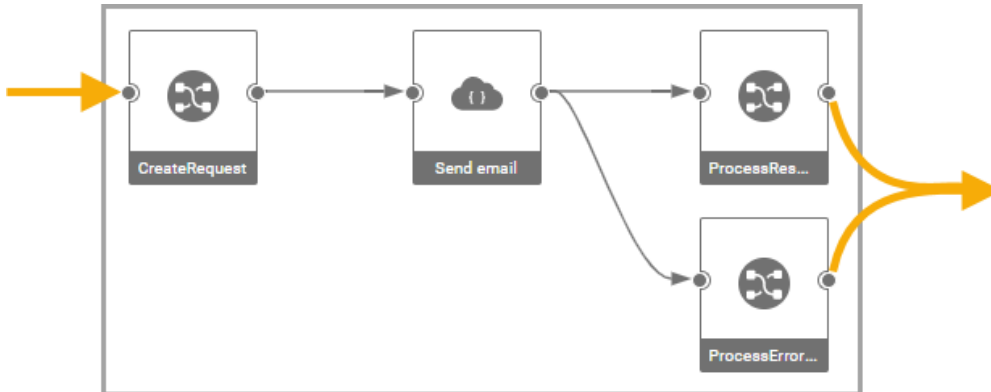 CreateRequest
{ }
Send email
ProcessRes...
ProcessError...